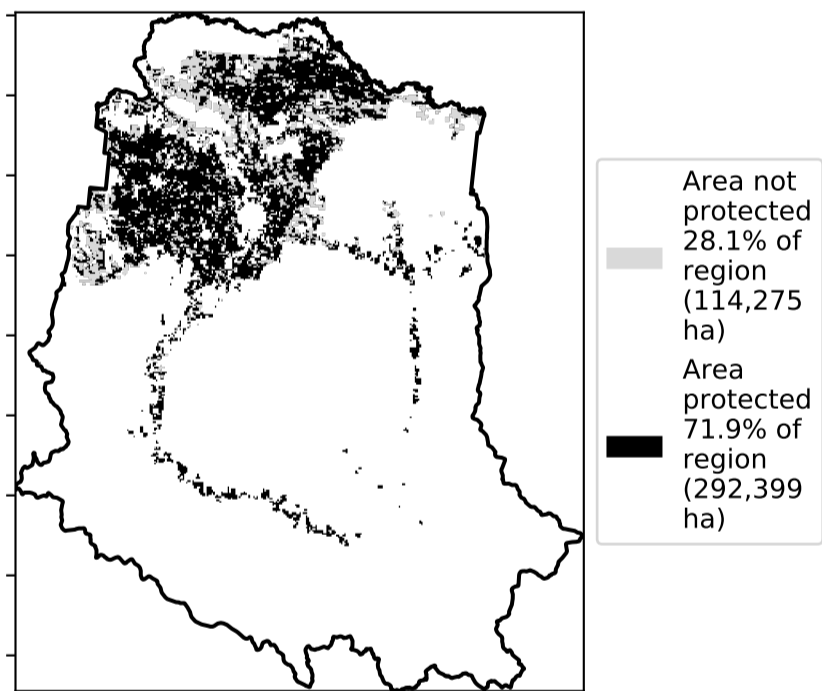 Area not
protected
28.1% of
region
(114,275
ha)
Area
protected
71.9% of
region
(292,399
ha)